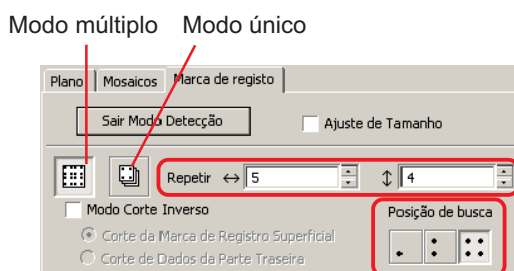 Modo múltiplo Modo único
Plano Mosaicos Marca de registo
Sair Modo Detecção Ajuste de Tamanho
Repetir 5 4
Modo Corte Inverso Posição de busca
Corte da Marca de Registro Superficial
Corte de Dados da Parte Traseira